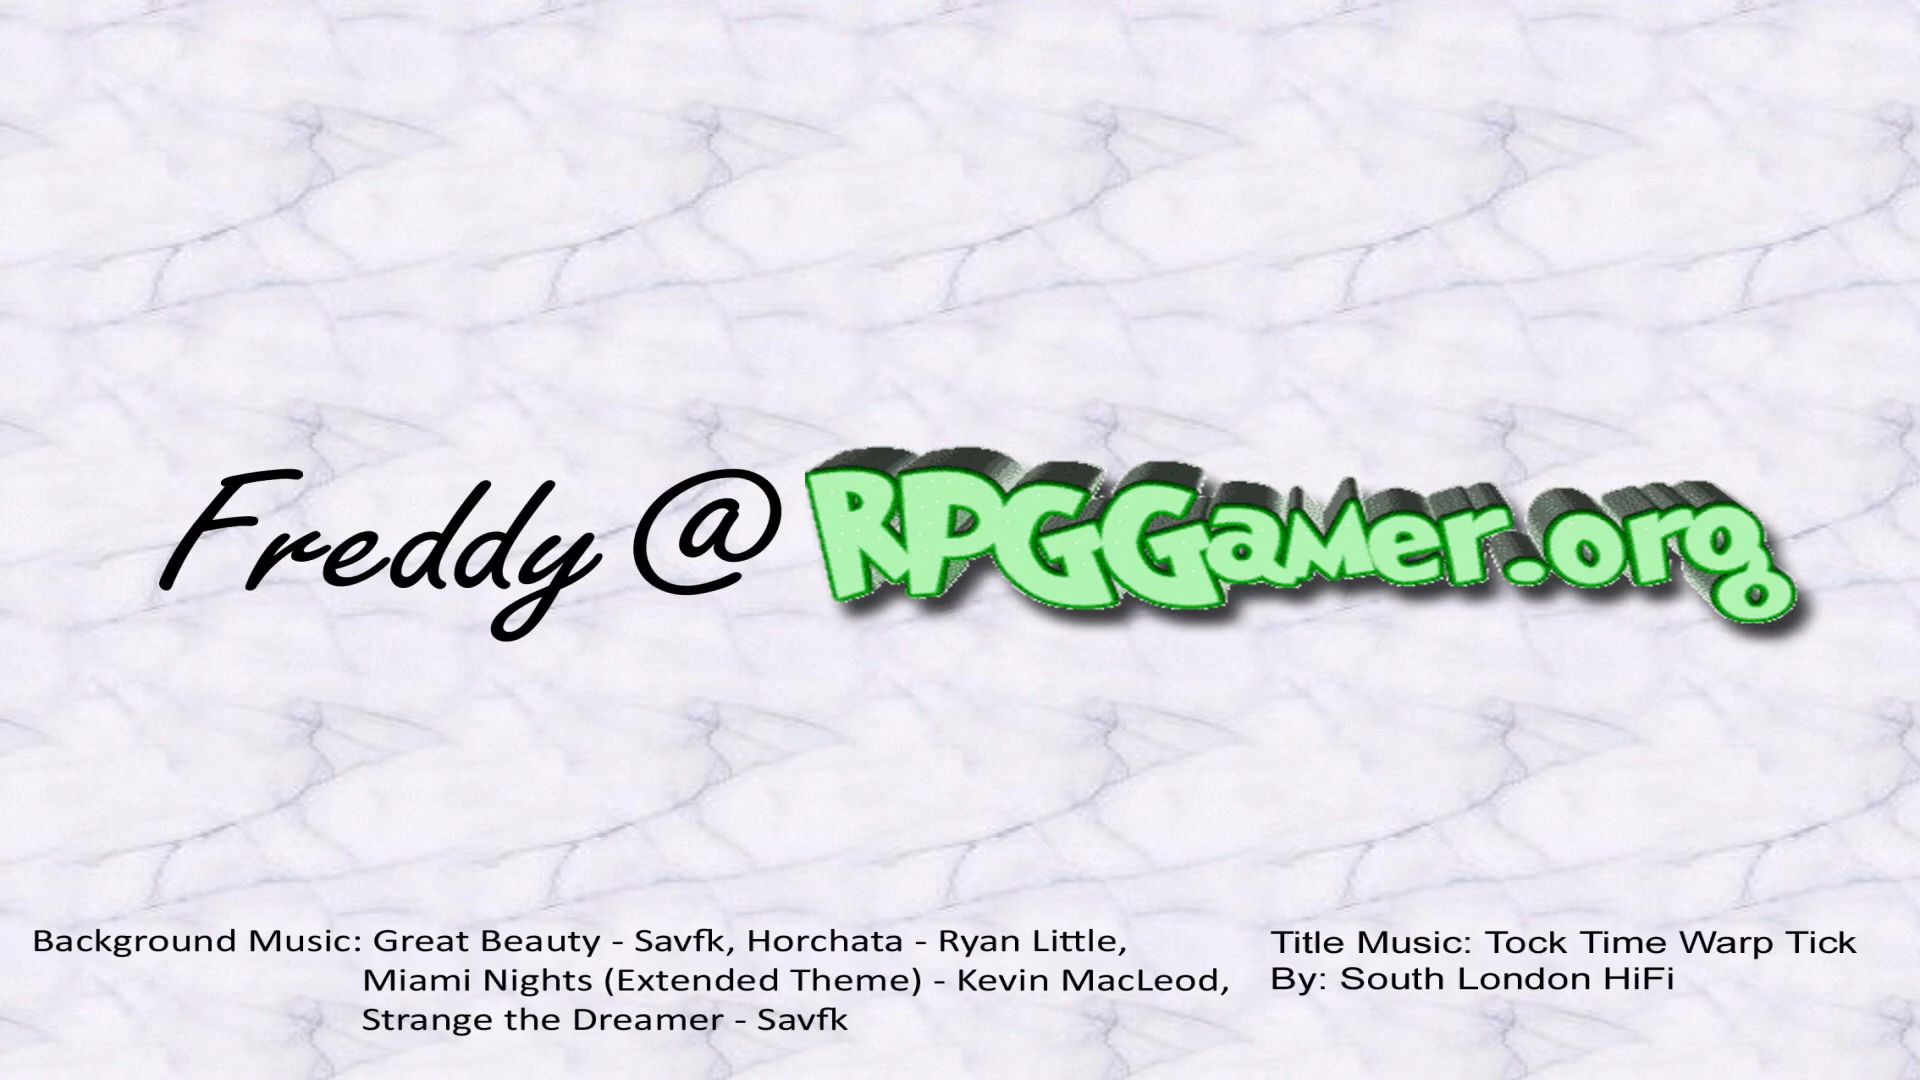 Freddy @ RPGGamer.org
Background Music: Great Beauty - Savfk, Horchata - Ryan Little,
Miami Nights (Extended Theme) - Kevin MacLeod,
Strange the Dreamer - Savfk
Title Music: Tock Time Warp Tick
By: South London HiFi